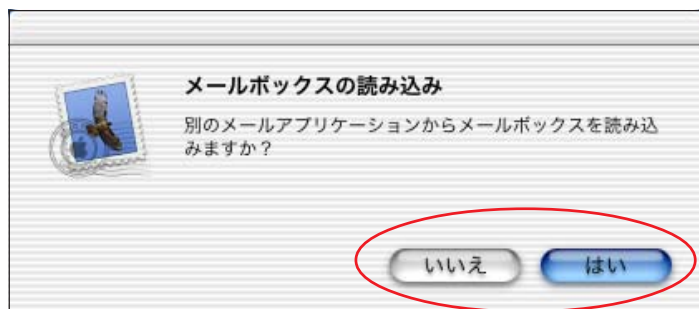 メールボックスの読み込み
別のメールアプリケーションからメールボックスを読み込
みますか？
いいえ はい